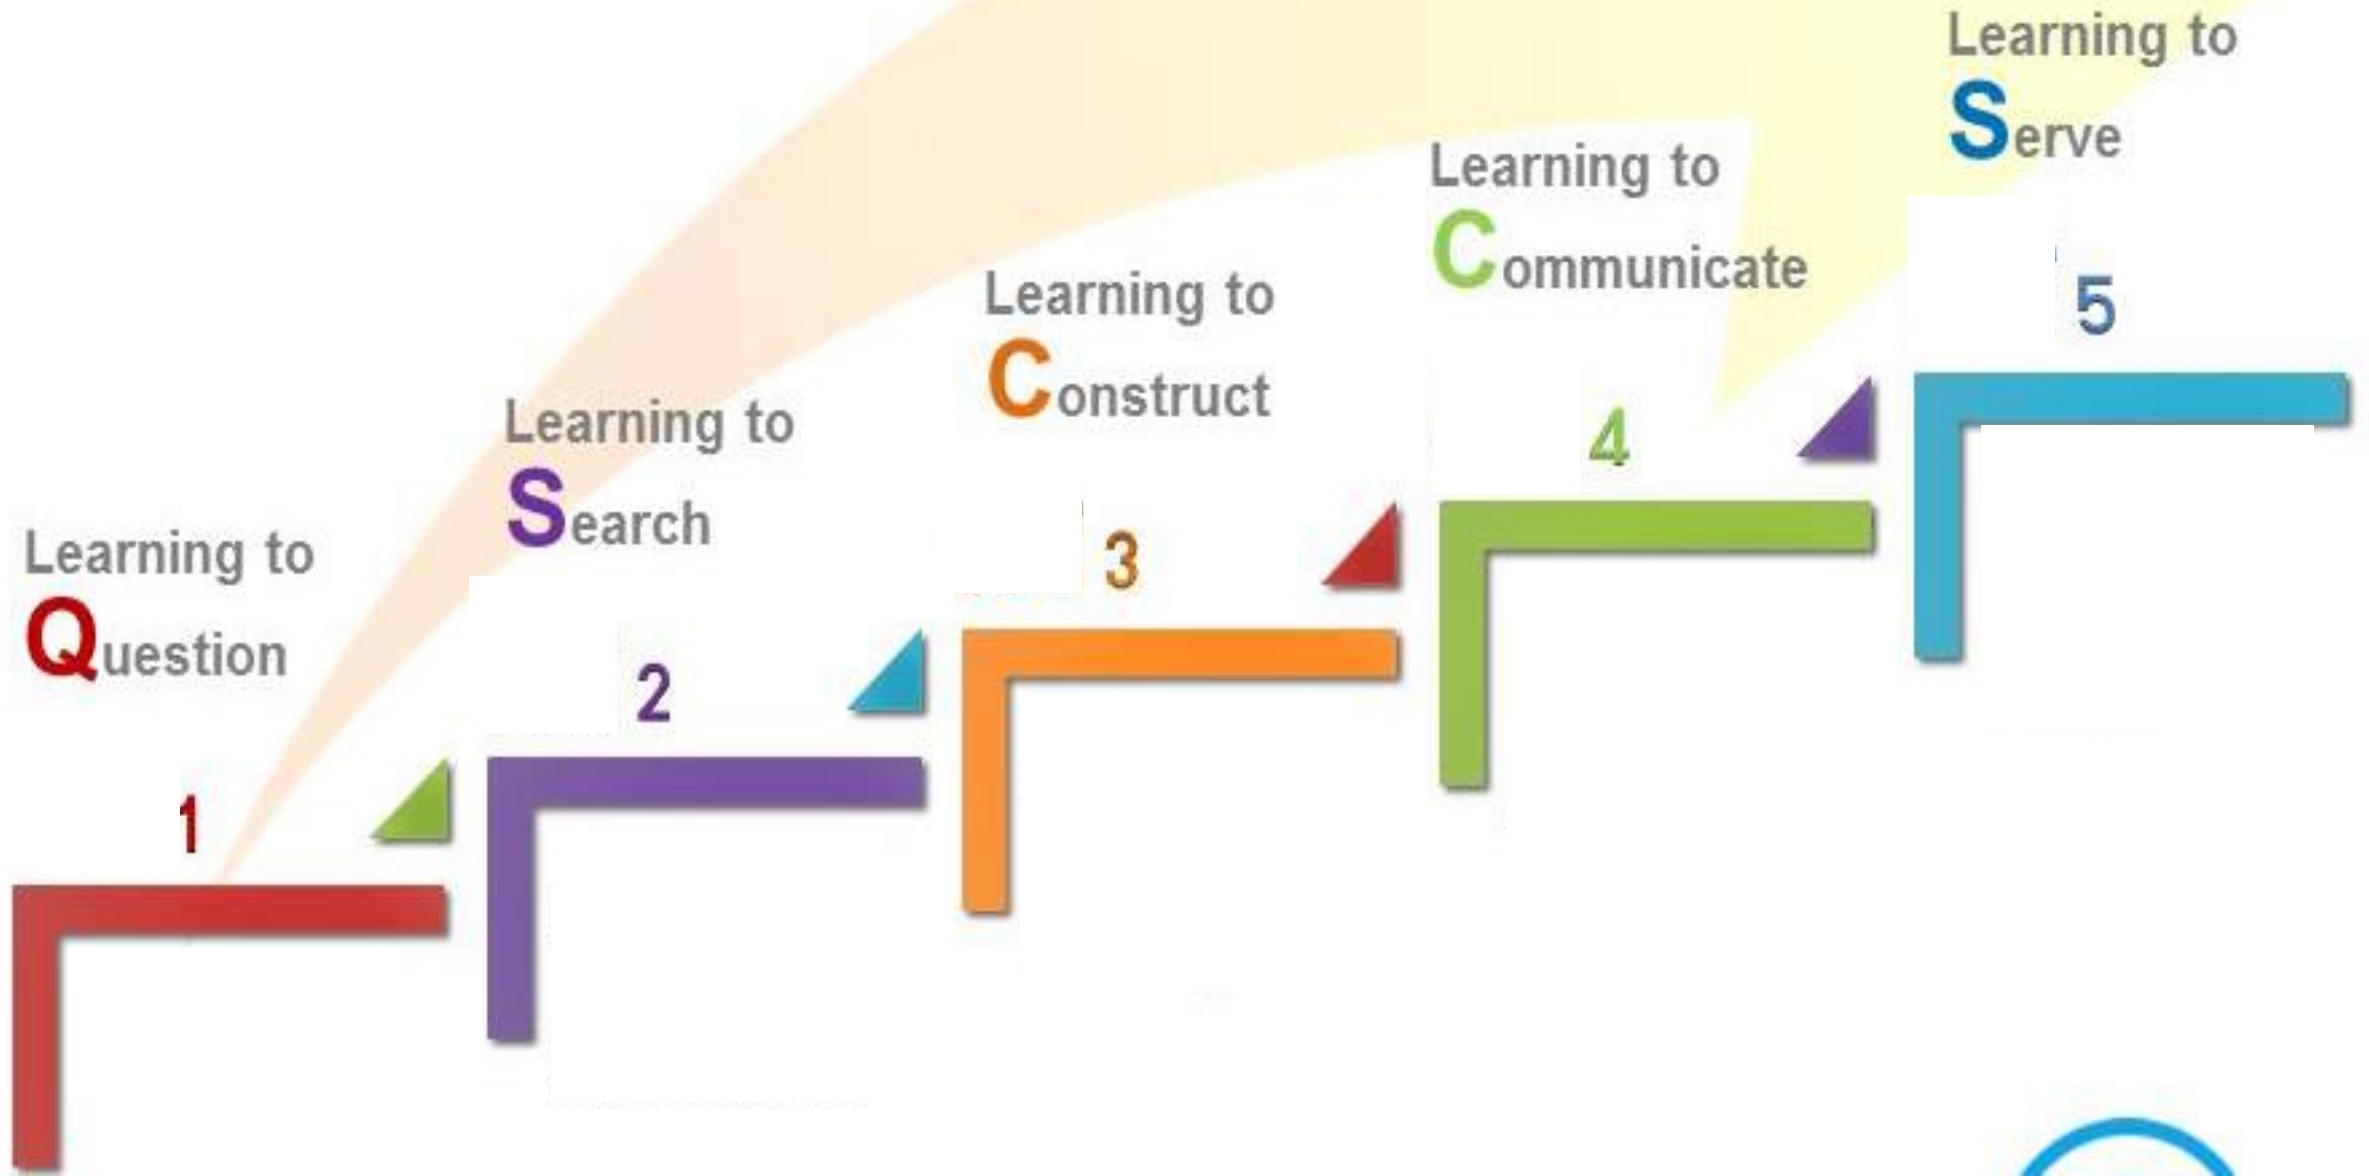 Learning to
Question
1
Learning to
Search
2
Learning to
Construct
3
Learning to
Communicate
4
Learning to
Serve
5